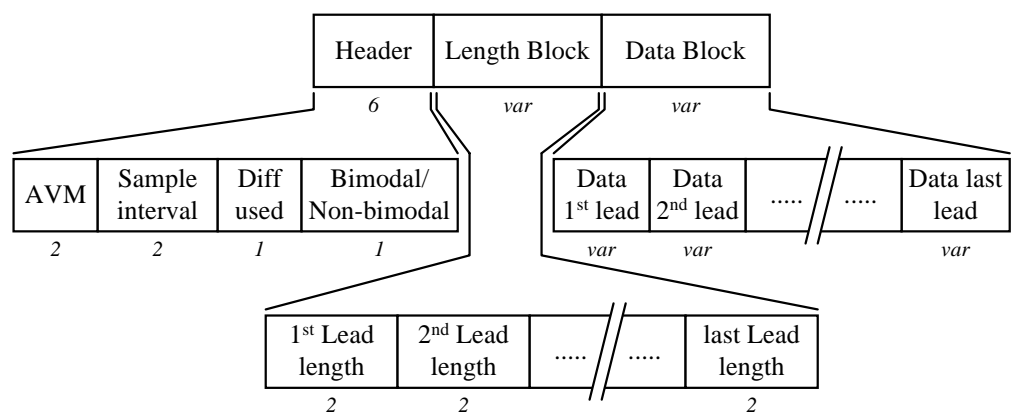 Header Length Block Data Block
6 var var
AVM Sample interval Diff used Bimodal/ Non-bimodal
2 2 1 1
Data 1st lead Data 2nd lead ..... ..... Data last lead
var var var
1st Lead length 2nd Lead length ..... ..... last Lead length
2 2 2